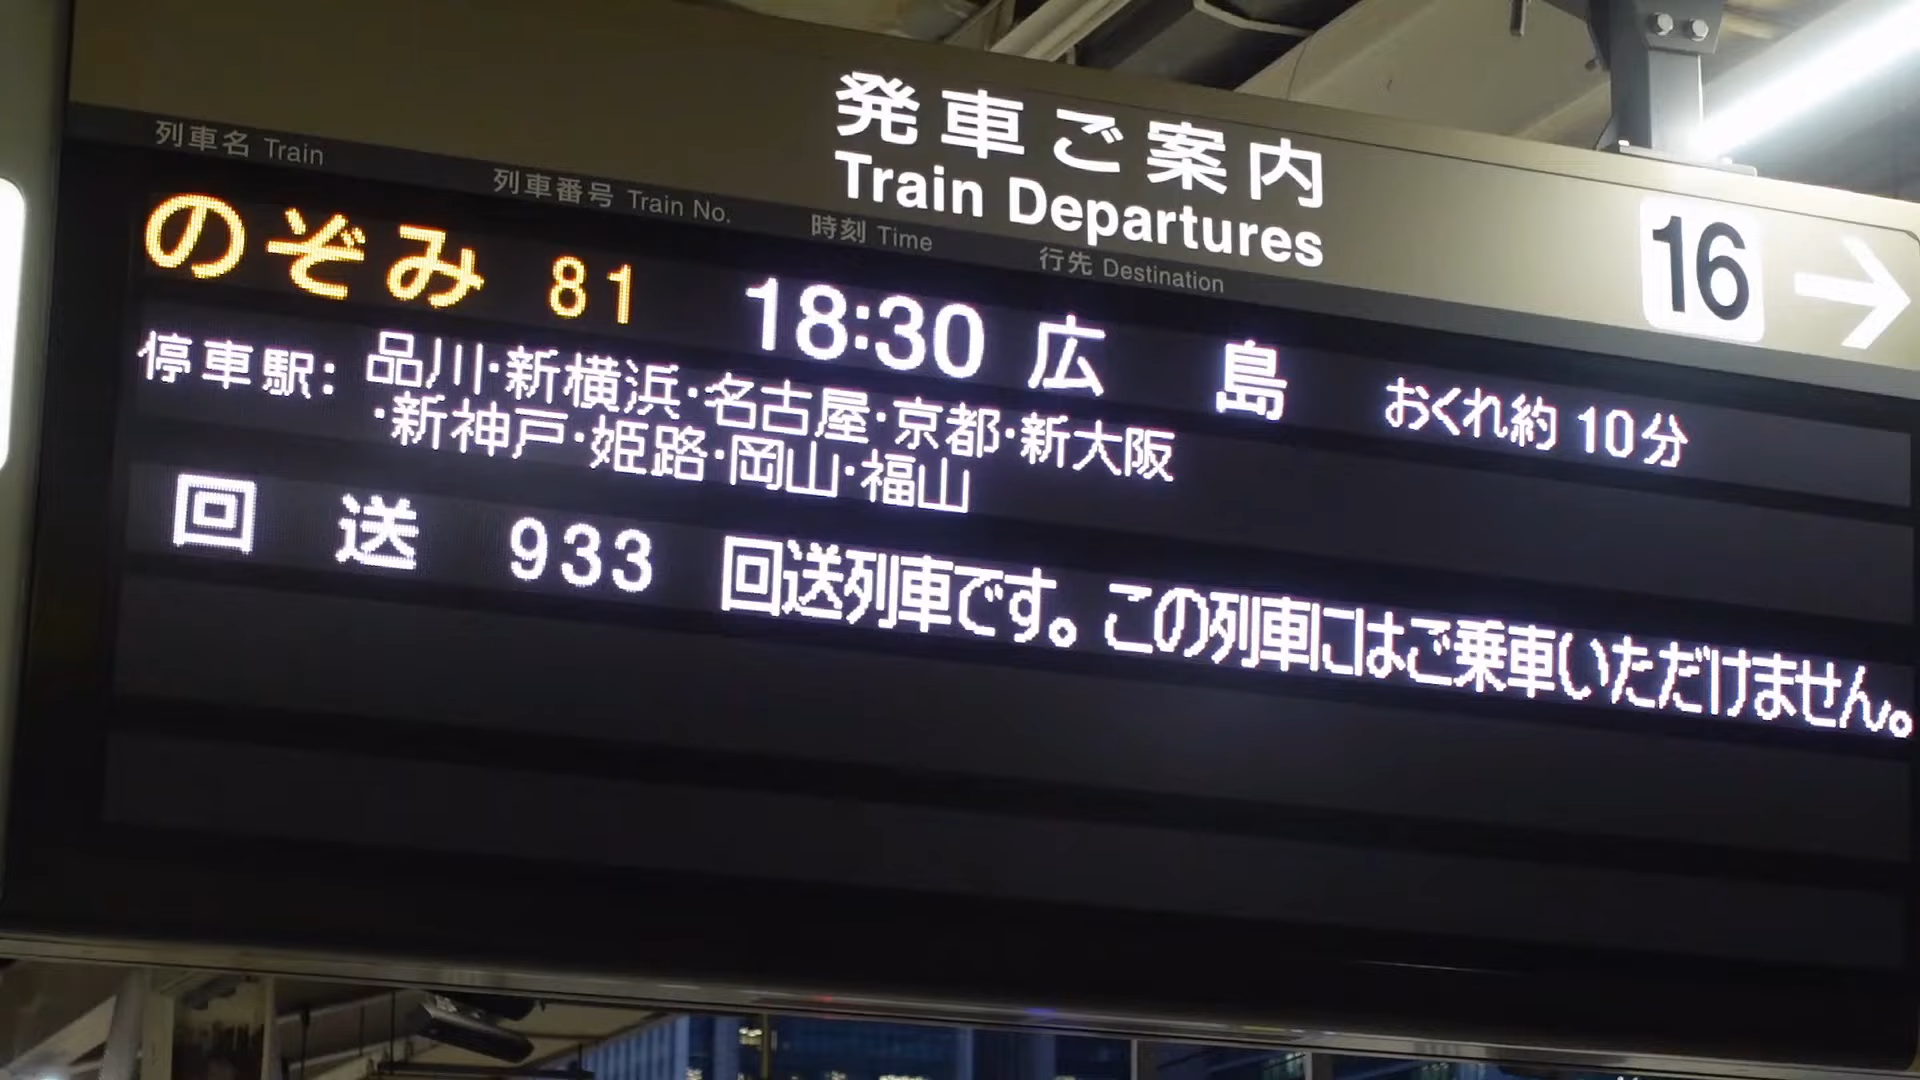 発車ご案内
Train Departures
16 →
列車名 Train 列車番号 Train No. 時刻 Time 行先 Destination
のぞみ 81 18:30 広島 おくれ約 10分
停車駅: 品川・新横浜・名古屋・京都・新大阪
・新神戸・姫路・岡山・福山
回送 933 回送列車です。この列車にはご乗車いただけません。